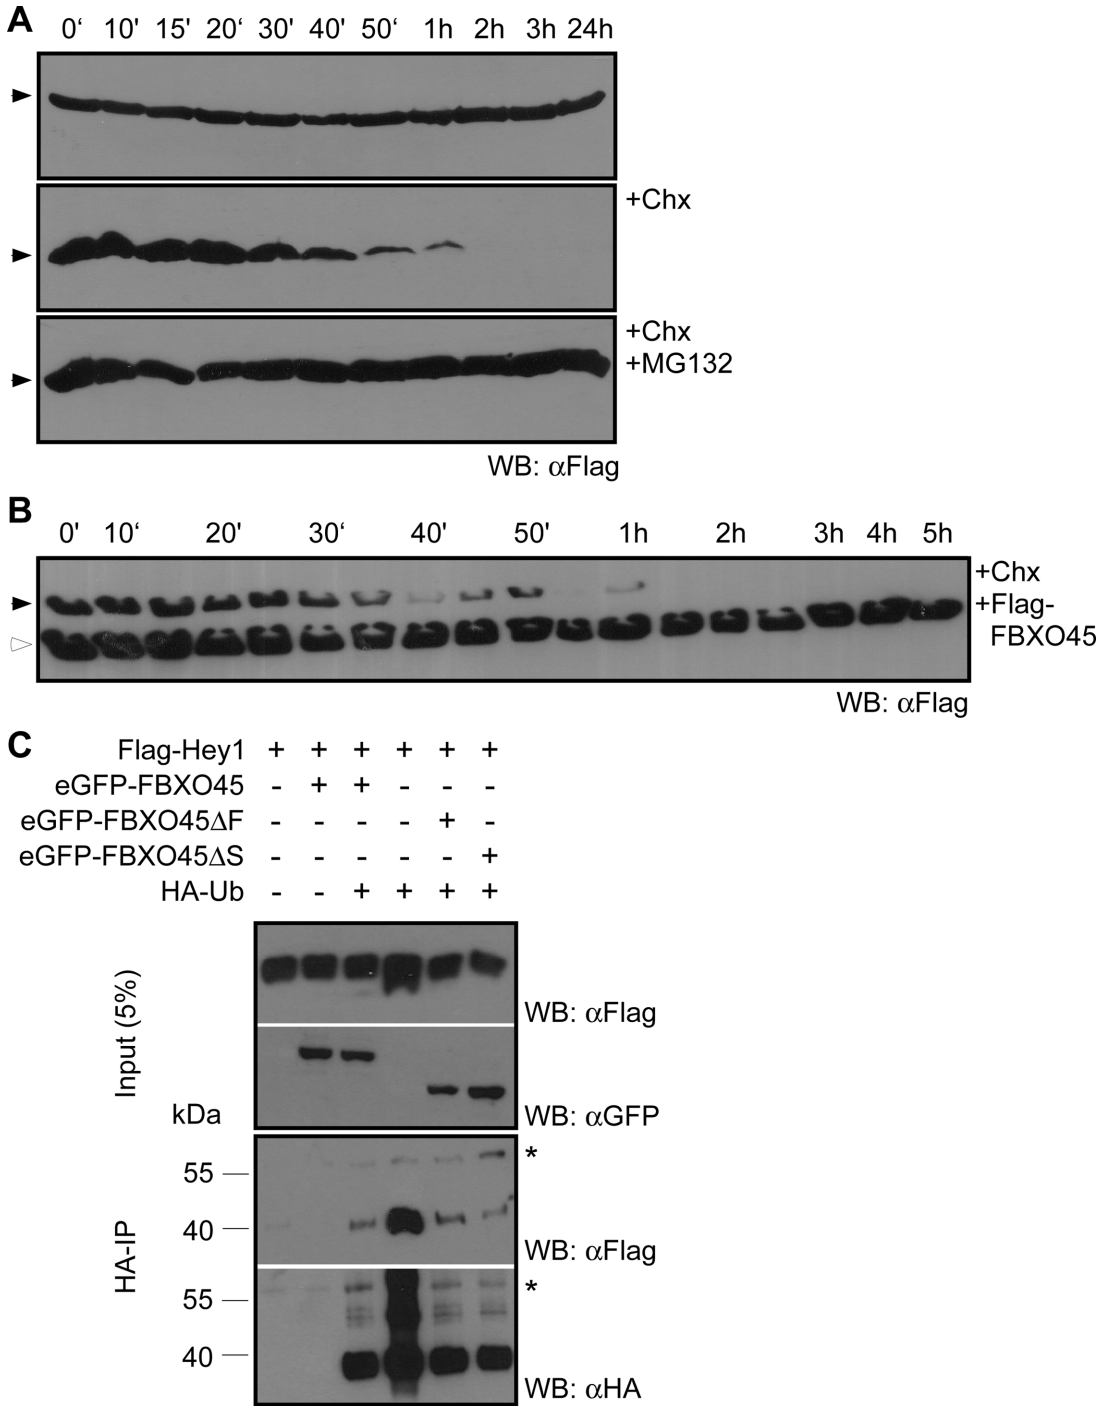 A
0‘ 10' 15' 20‘ 30' 40' 50‘ 1h 2h 3h 24h
+Chx
+Chx
+MG132
WB: αFlag
B
0' 10‘ 20' 30‘ 40' 50' 1h 2h 3h 4h 5h
+Chx
+Flag-
FBXO45
WB: αFlag
C
Flag-Hey1 + + + + + +
eGFP-FBXO45 - + + - - -
eGFP-FBXO45ΔF - - - - + -
eGFP-FBXO45ΔS - - - - - +
HA-Ub - - + + + +
Input (5%)
WB: αFlag
WB: αGFP
kDa
HA-IP
*
55
40
WB: αFlag
*
55
40
WB: αHA